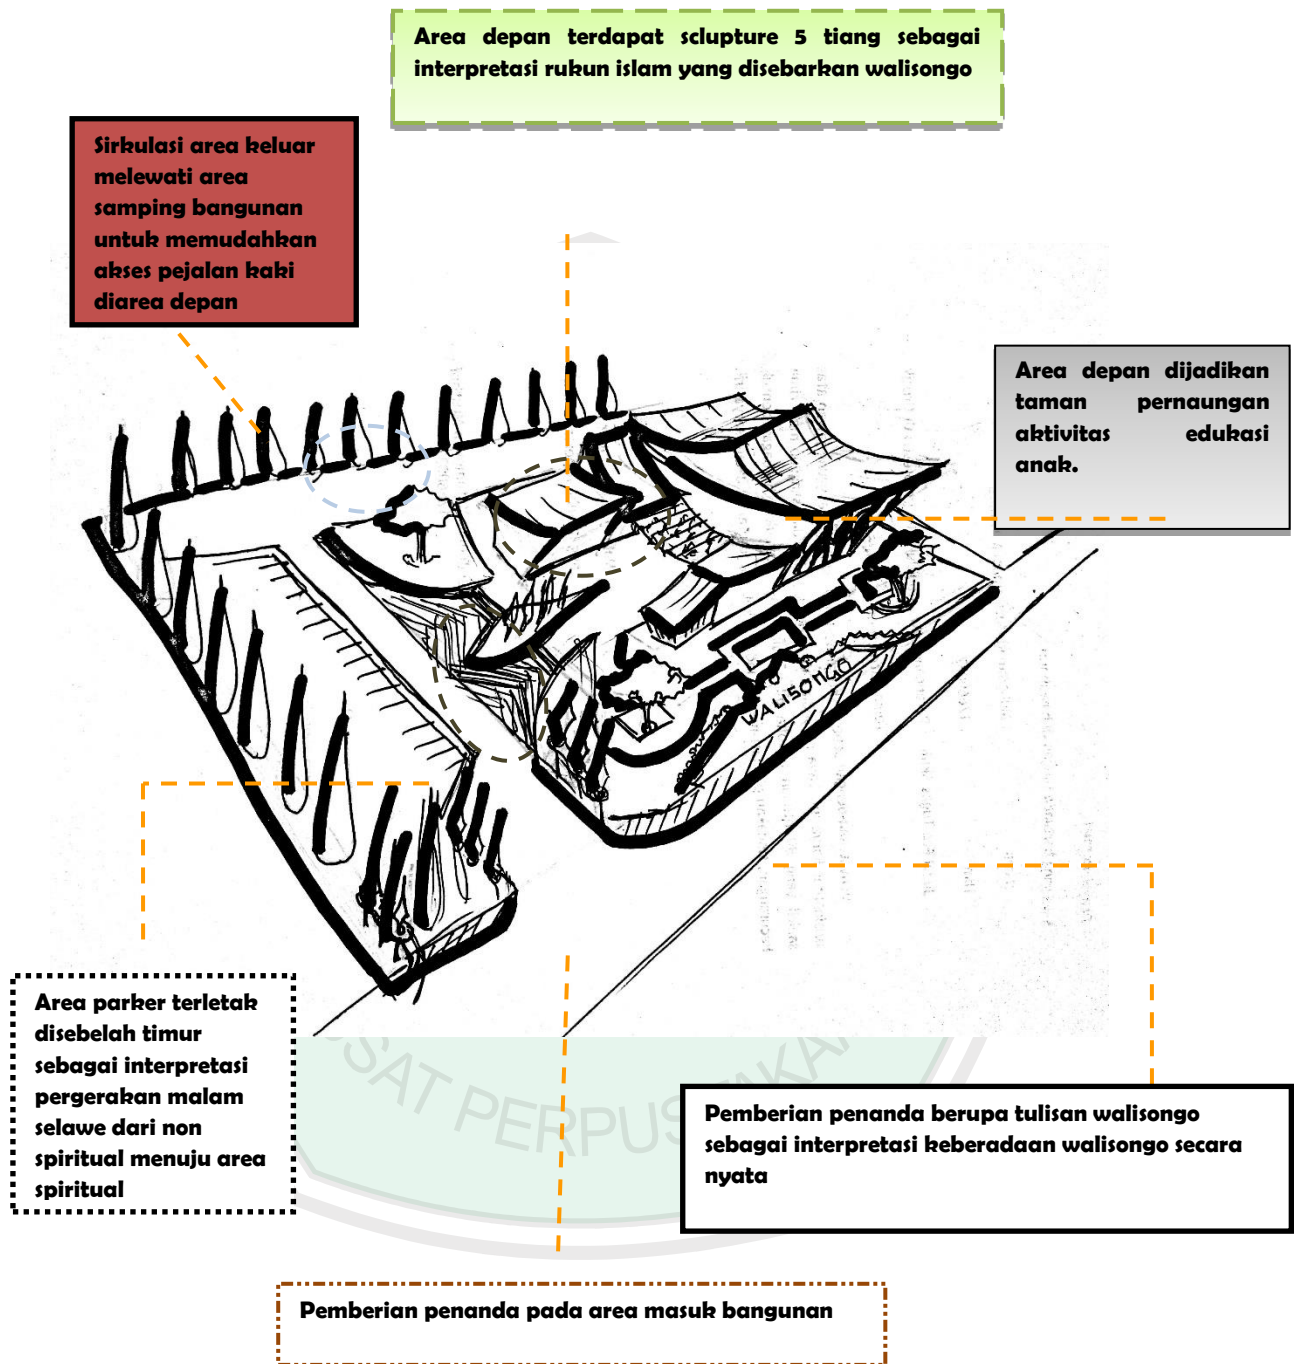 Area depan terdapat sclupture 5 tiang sebagai
interpretasi rukun islam yang disebarkan walisongo
Sirkulasi area keluar
melewati area
samping bangunan
untuk memudahkan
akses pejalan kaki
diarea depan
Area depan dijadikan
taman pernaungan
aktivitas edukasi
anak.
WALISONGO
Area parker terletak
disebelah timur
sebagai interpretasi
pergerakan malam
selawe dari non
spiritual menuju area
spiritual
Pemberian penanda berupa tulisan walisongo
sebagai interpretasi keberadaan walisongo secara
nyata
Pemberian penanda pada area masuk bangunan